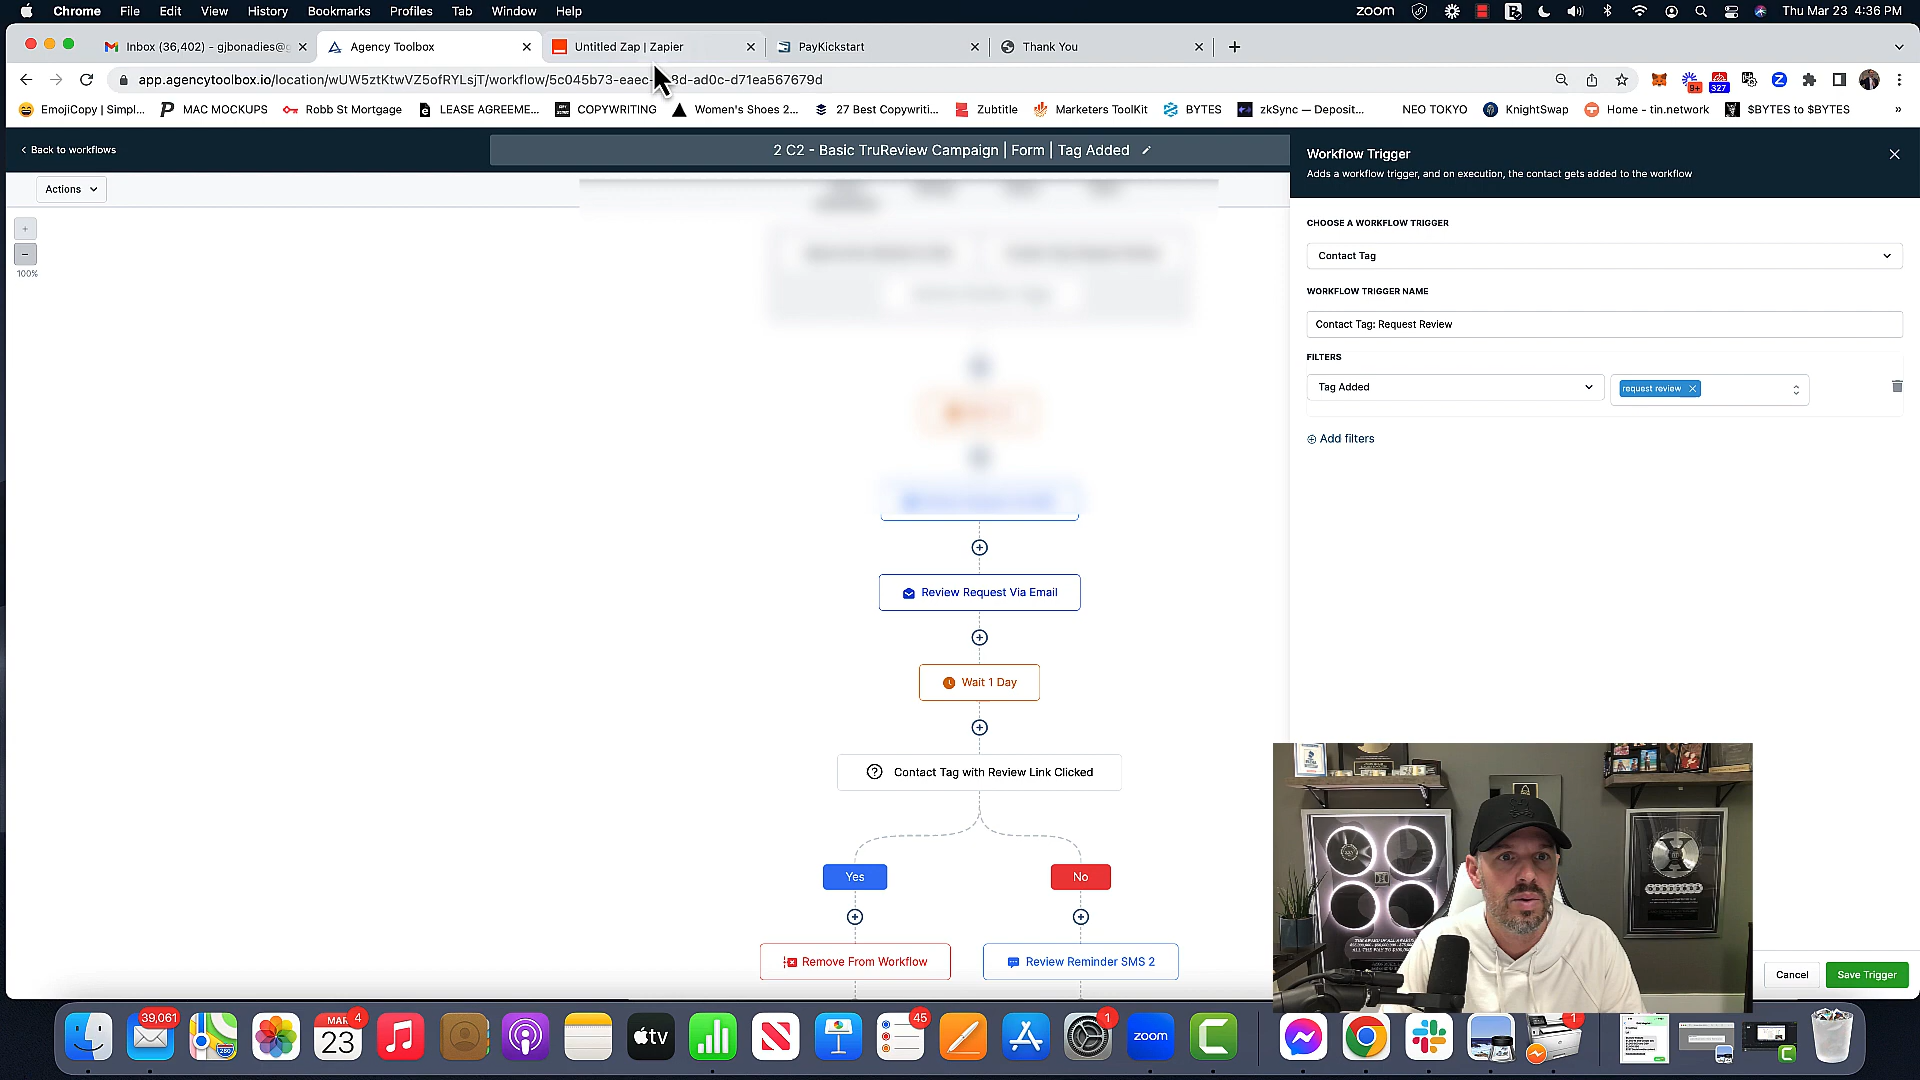 Chrome File Edit View History Bookmarks Profiles Tab Window Help zoom Thu Mar 23 4:36 PM
Inbox (36,402) - gjbonadies@g Agency Toolbox Untitled Zap | Zapier PayKickstart Thank You
app.agencytoolbox.io/location/wUW5ztKtwVZ5ofRYLsjT/workflow/5c045b73-eaec- 8d-ad0c-d71ea567679d 9+ 327
EmojiCopy | Simpl... MAC MOCKUPS Robb St Mortgage LEASE AGREEME... COPYWRITING Women's Shoes 2... 27 Best Copywriti... Zubtitle Marketers ToolKit BYTES zkSync — Deposit... NEO TOKYO KnightSwap Home - tin.network $BYTES to $BYTES »
Back to workflows
2 C2 - Basic TruReview Campaign | Form | Tag Added
Workflow Trigger
Adds a workflow trigger, and on execution, the contact gets added to the workflow
Actions
100%
CHOOSE A WORKFLOW TRIGGER
Contact Tag
WORKFLOW TRIGGER NAME
Contact Tag: Request Review
FILTERS
Tag Added request review
Add filters
Review Request Via Email
Wait 1 Day
Contact Tag with Review Link Clicked
Yes No
Remove From Workflow Review Reminder SMS 2
Cancel Save Trigger
39,061 MAR 4 23 tv 45 1 zoom 1